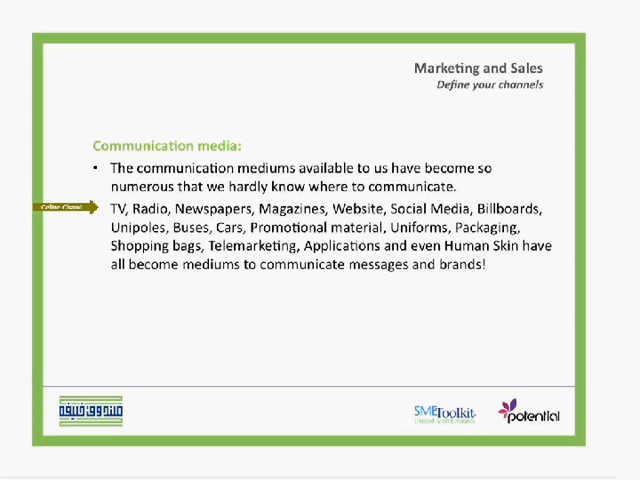 Marketing and Sales
Define your channels
Communication media:
• The communication mediums available to us have become so
numerous that we hardly know where to communicate.
TV, Radio, Newspapers, Magazines, Website, Social Media, Billboards,
Unipoles, Buses, Cars, Promotional material, Uniforms, Packaging,
Shopping bags, Telemarketing, Applications and even Human Skin have
all become mediums to communicate messages and brands!
صندوق خليفة
SMEToolkit
potential